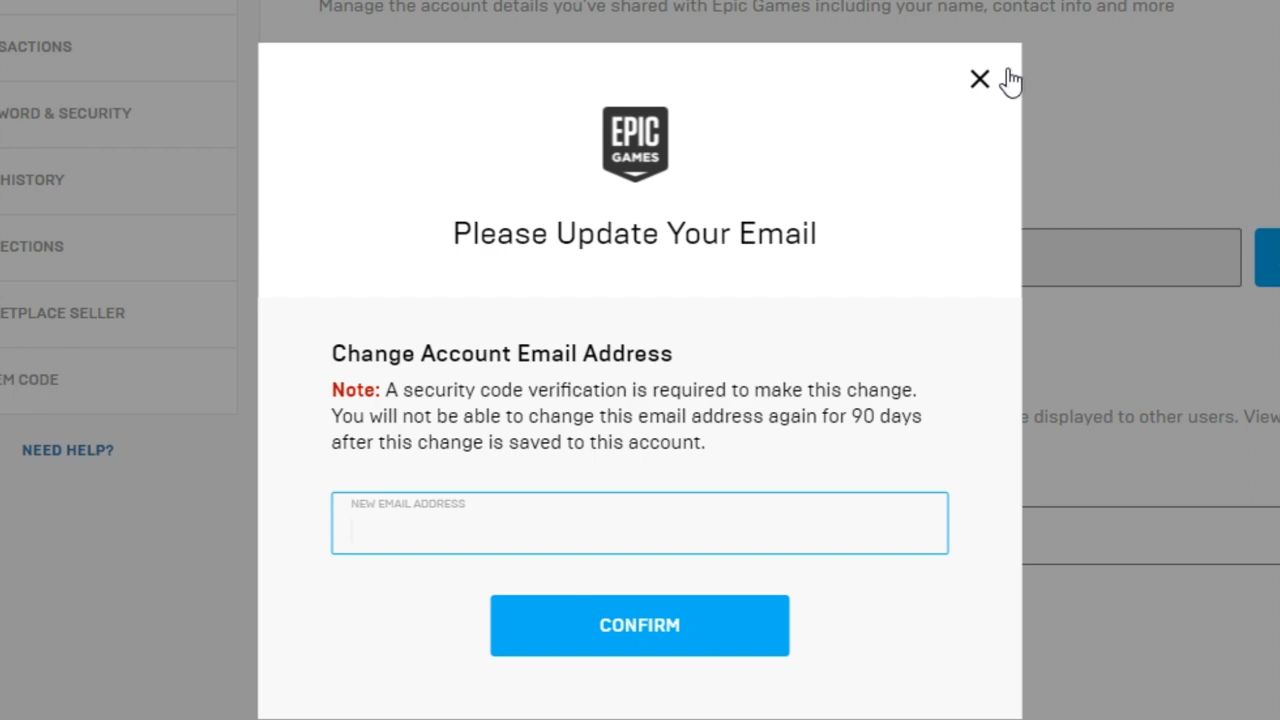 Manage the account details you've shared with Epic Games including your name, contact info and more
SACTIONS
WORD & SECURITY
HISTORY
ECTIONS
ETPLACE SELLER
EM CODE
NEED HELP?
EPIC
GAMES
Please Update Your Email
Change Account Email Address
Note: A security code verification is required to make this change.
You will not be able to change this email address again for 90 days
after this change is saved to this account.
e displayed to other users. View
NEW EMAIL ADDRESS
CONFIRM